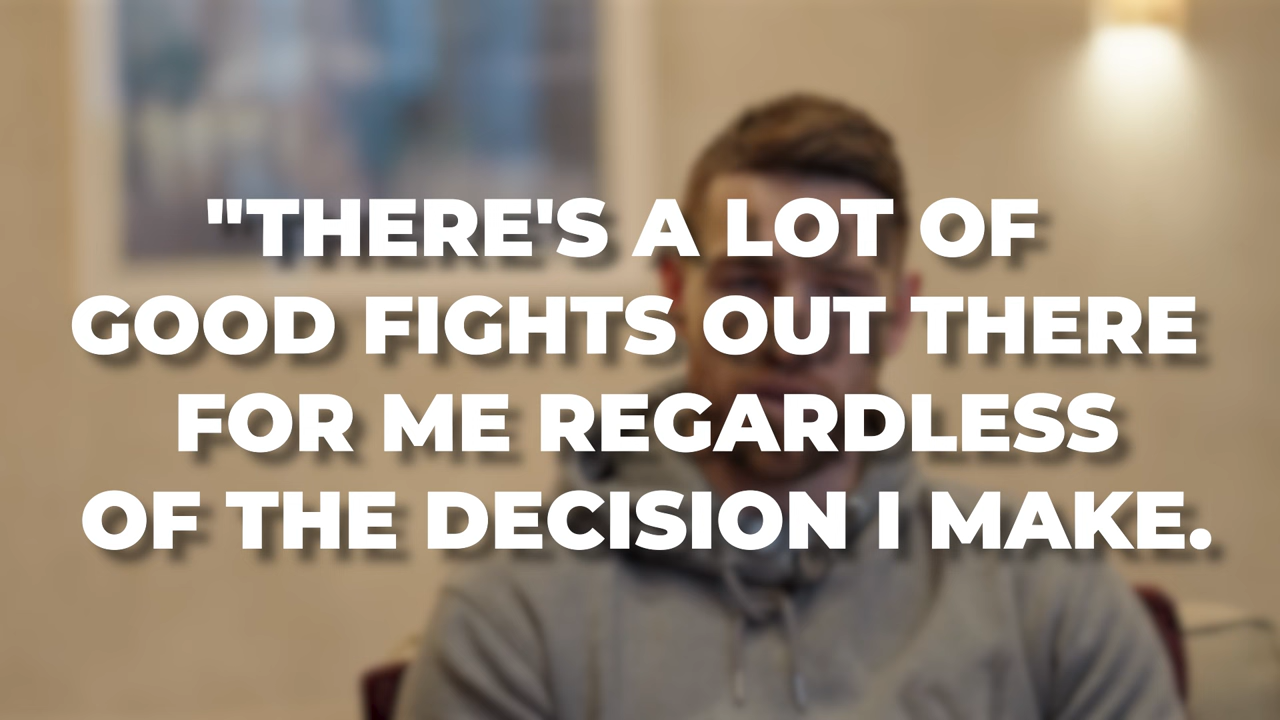 "THERE'S A LOT OF
GOOD FIGHTS OUT THERE
FOR ME REGARDLESS
OF THE DECISION I MAKE.